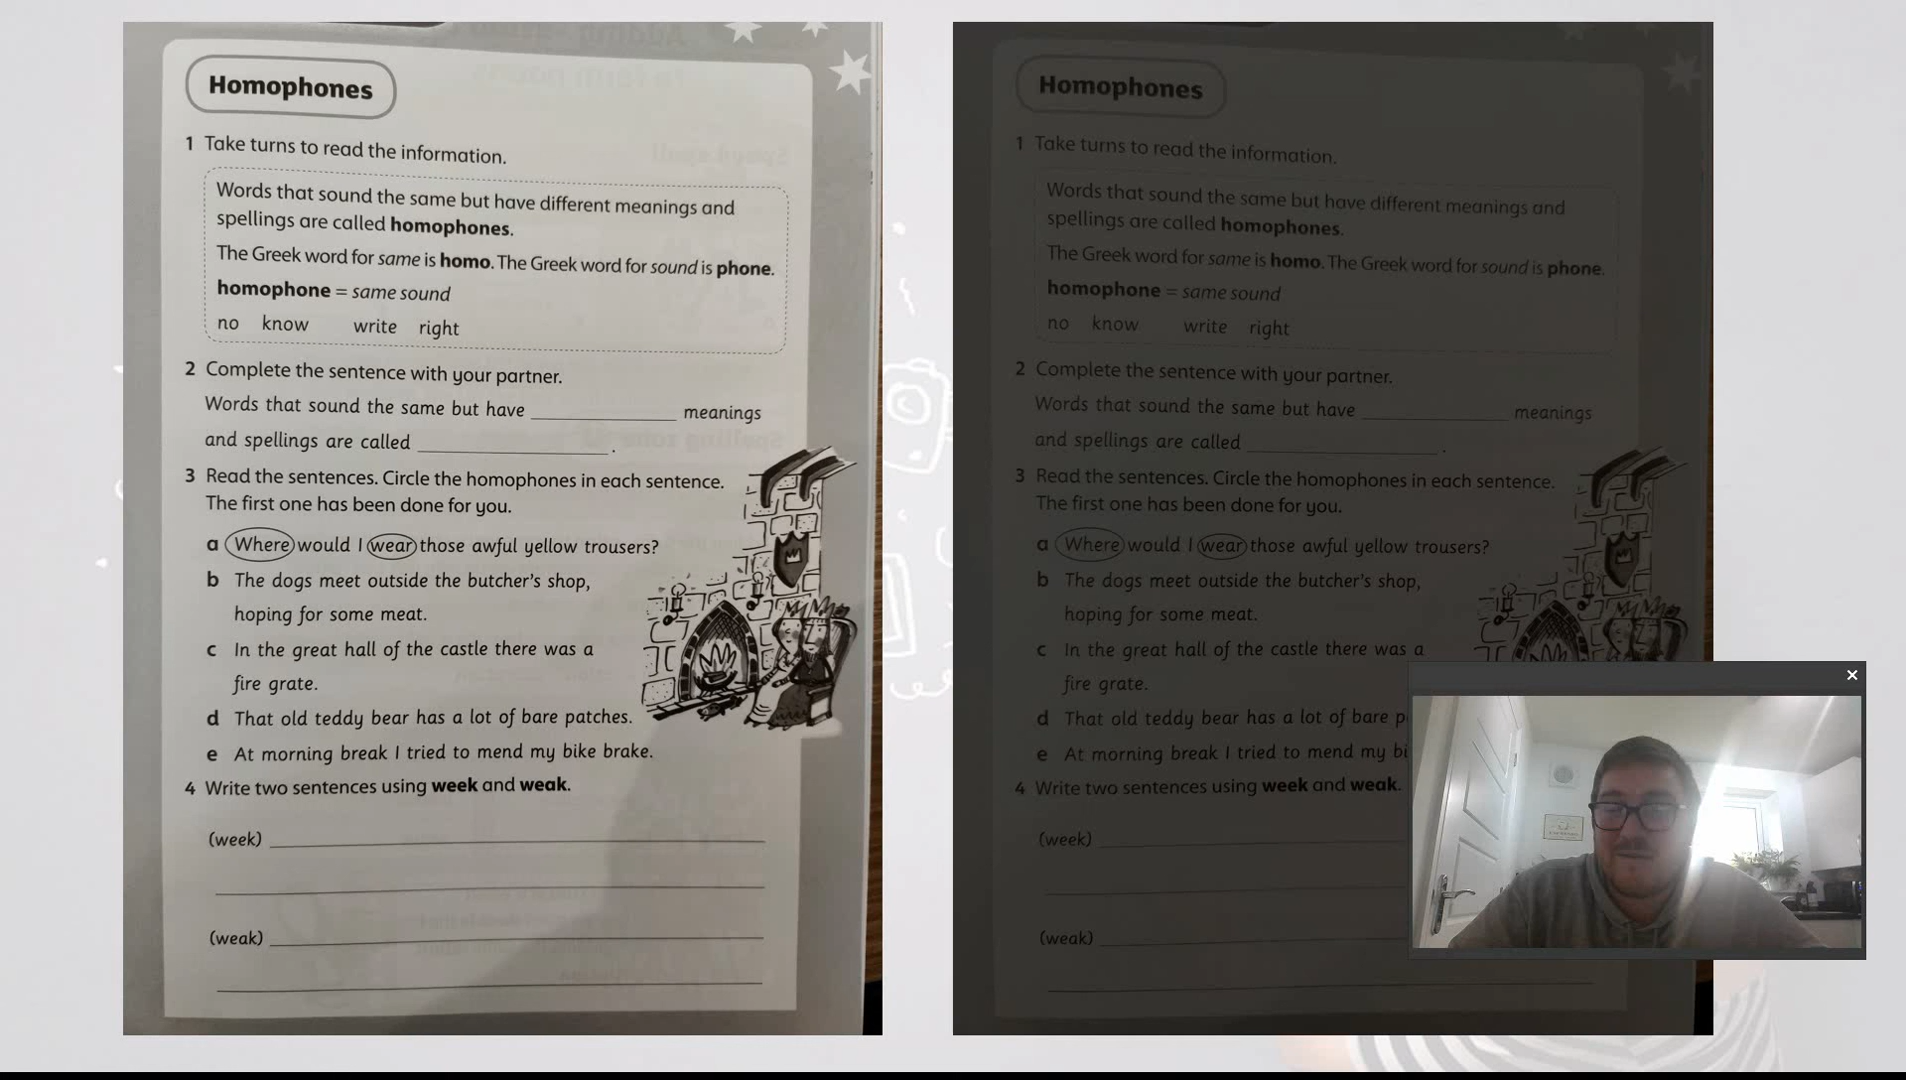 Homophones
1 Take turns to read the information.
Words that sound the same but have different meanings and
spellings are called homophones.
The Greek word for same is homo. The Greek word for sound is phone.
homophone = same sound
no know write right
2 Complete the sentence with your partner.
Words that sound the same but have ____________ meanings
and spellings are called ________________.
3 Read the sentences. Circle the homophones in each sentence.
The first one has been done for you.
a Where would I wear those awful yellow trousers?
b The dogs meet outside the butcher's shop,
hoping for some meat.
c In the great hall of the castle there was a
fire grate.
d That old teddy bear has a lot of bare patches.
e At morning break I tried to mend my bike brake.
4 Write two sentences using week and weak.
(week)
(weak)
Homophones
1 Take turns to read the information.
Words that sound the same but have different meanings and
spellings are called homophones.
The Greek word for same is homo. The Greek word for sound is phone.
homophone = same sound
no know write right
2 Complete the sentence with your partner.
Words that sound the same but have ____________ meanings
and spellings are called ________________.
3 Read the sentences. Circle the homophones in each sentence.
The first one has been done for you.
a Where would I wear those awful yellow trousers?
b The dogs meet outside the butcher's shop,
hoping for some meat.
c In the great hall of the castle there was a
fire grate.
d That old teddy bear has a lot of bare p
e At morning break I tried to mend my bi
4 Write two sentences using week and weak.
(week)
(weak)